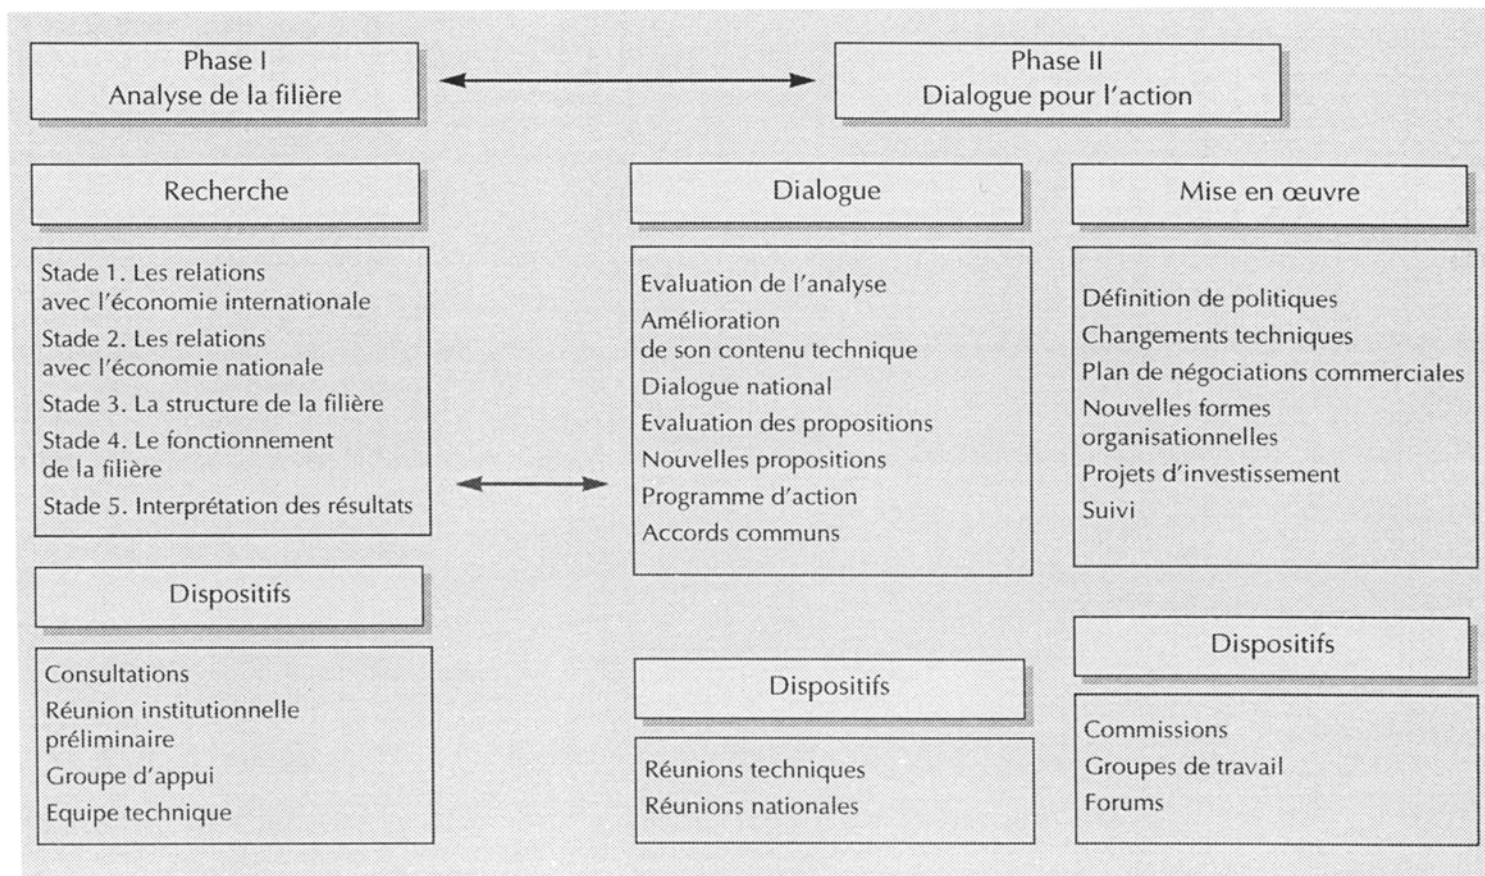 Phase I
Analyse de la filière
Phase II
Dialogue pour l'action
Recherche
Stade 1. Les relations
avec l'économie internationale
Stade 2. Les relations
avec l'économie nationale
Stade 3. La structure de la filière
Stade 4. Le fonctionnement
de la filière
Stade 5. Interprétation des résultats
Dispositifs
Consultations
Réunion institutionnelle
préliminaire
Groupe d'appui
Equipe technique
Dialogue
Evaluation de l'analyse
Amélioration
de son contenu technique
Dialogue national
Evaluation des propositions
Nouvelles propositions
Programme d'action
Accords communs
Dispositifs
Réunions techniques
Réunions nationales
Mise en œuvre
Définition de politiques
Changements techniques
Plan de négociations commerciales
Nouvelles formes
organisationnelles
Projets d'investissement
Suivi
Dispositifs
Commissions
Groupes de travail
Forums